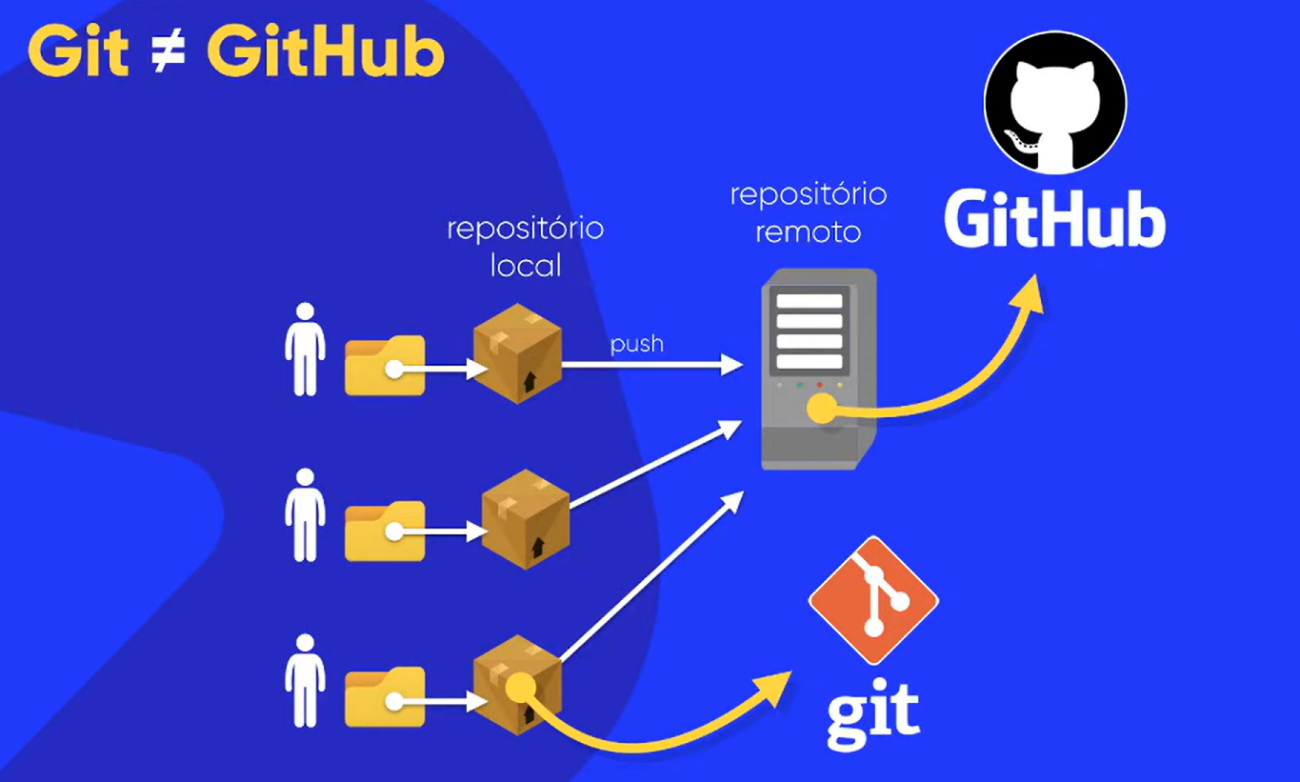 Git ≠ GitHub
GitHub
repositório
remoto
repositório
local
push
git